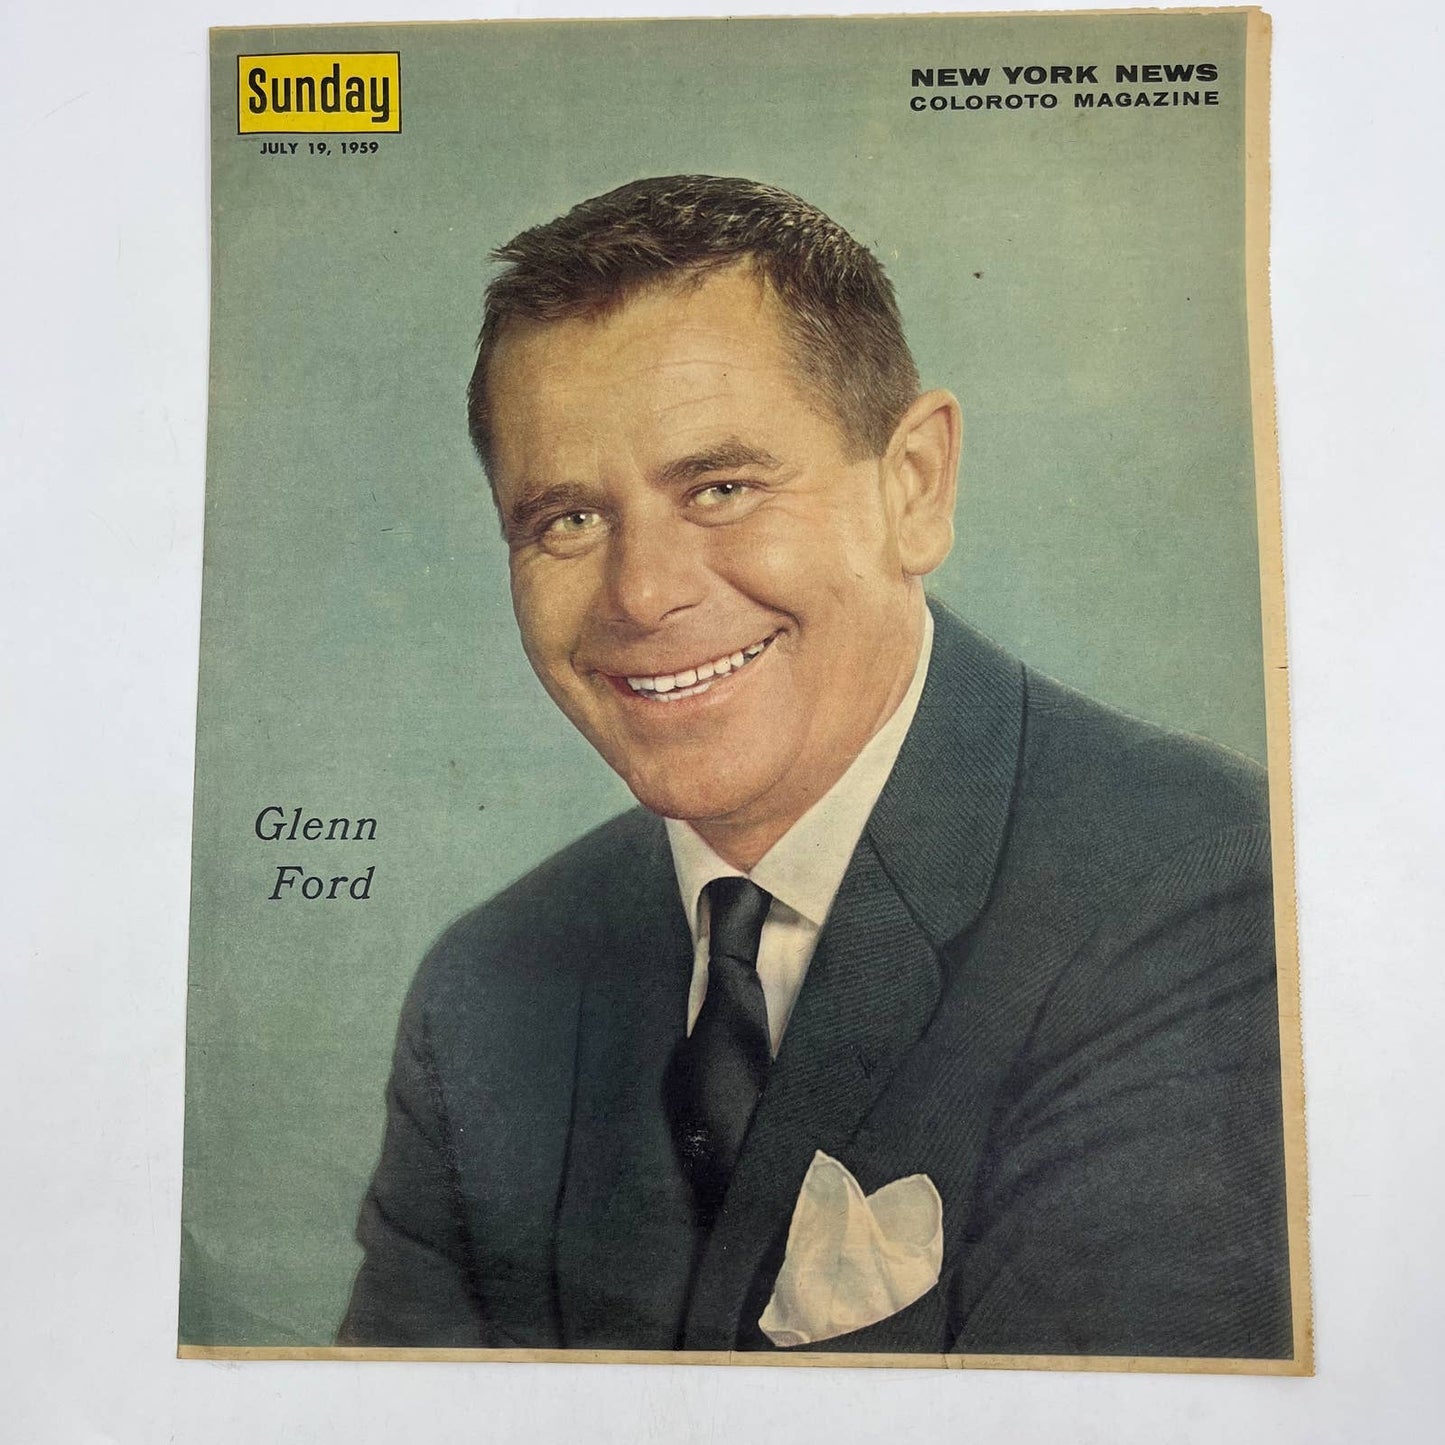 Sunday
JULY 19, 1959
NEW YORK NEWS
COLOROTO MAGAZINE
Glenn
Ford